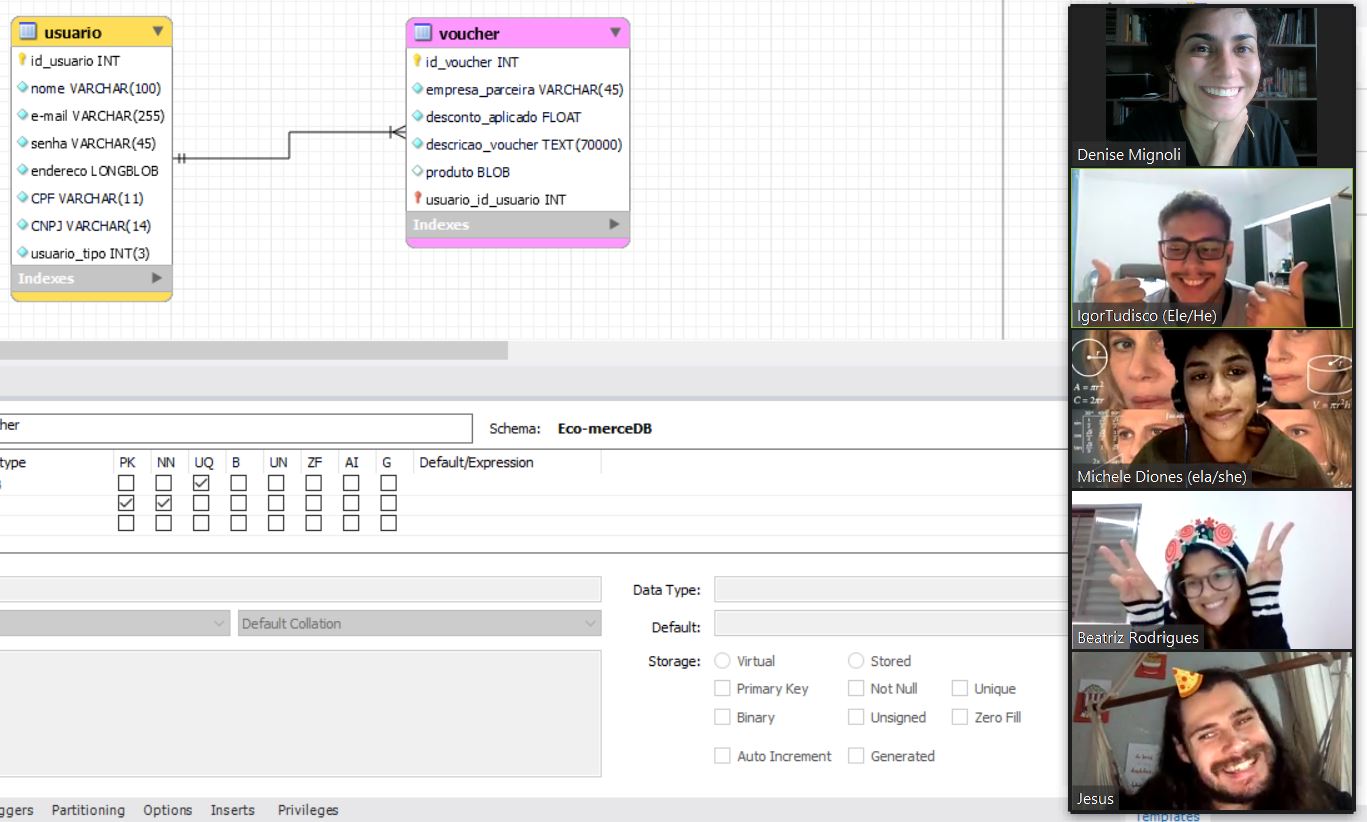 usuario
id_usuario INT
nome VARCHAR(100)
e-mail VARCHAR(255)
senha VARCHAR(45)
endereco LONGBLOB
CPF VARCHAR(11)
CNPJ VARCHAR(14)
usuario_tipo INT(3)
Indexes
voucher
id_voucher INT
empresa_parceira VARCHAR(45)
desconto_aplicado FLOAT
descricao_voucher TEXT(70000)
produto BLOB
usuario_id_usuario INT
Indexes
her
Schema: Eco-merceDB
type PK NN UQ B UN ZF AI G Default/Expression
Default Collation
Data Type:
Default:
Storage: Virtual Stored
Primary Key Not Null Unique
Binary Unsigned Zero Fill
Auto Increment Generated
ggers Partitioning Options Inserts Privileges
Templates
Denise Mignoli
IgorTudisco (Ele/He)
A = πr²
C = 2πr
V = πr²h
Michele Diones (ela/she)
Beatriz Rodrigues
Jesus